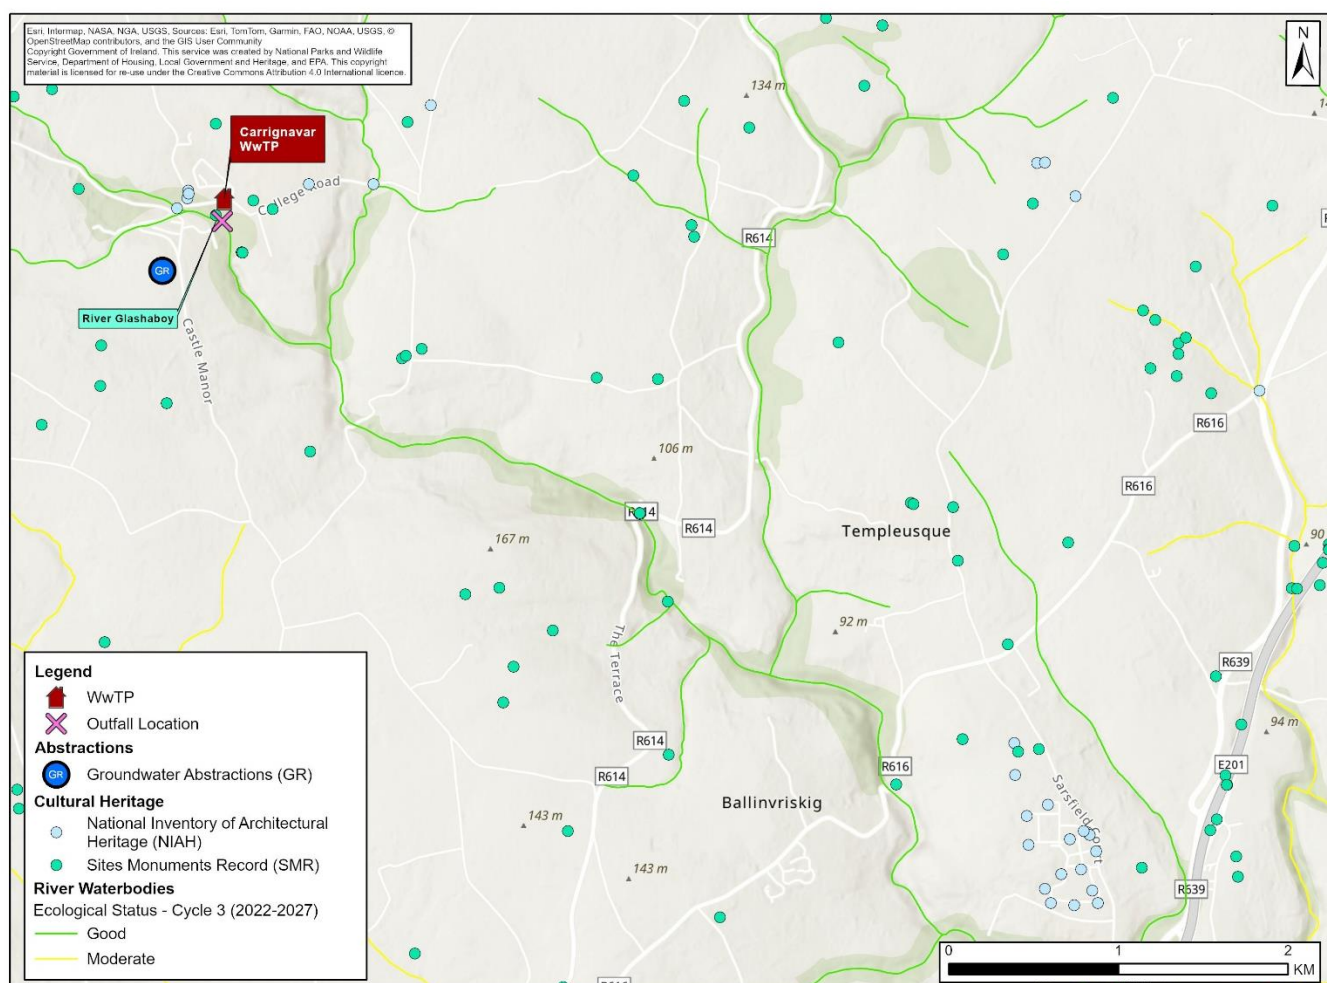 Esri, Intermap, NASA, NGA, USGS, Sources: Esri, TomTom, Garmin, FAO, NOAA, USGS, ©
OpenStreetMap contributors, and the GIS User Community
Copyright Government of Ireland. This service was created by National Parks and Wildlife
Service, Department of Housing, Local Government and Heritage, and EPA. This copyright
material is licensed for re-use under the Creative Commons Attribution 4.0 International licence.
N
134 m
Carrignavar
WwTP
College Road
R614
GR
River Glashaboy
Castle Manor
R616
106 m
R616
R614
R614
Templeusque
167 m
90
92 m
The Terrace
R639
94 m
R614
R614
R616
E201
Ballinvriskig
Sarsfield Court
143 m
143 m
R639
R616
Legend
WwTP
Outfall Location
Abstractions
GR
Groundwater Abstractions (GR)
Cultural Heritage
National Inventory of Architectural
Heritage (NIAH)
Sites Monuments Record (SMR)
River Waterbodies
Ecological Status - Cycle 3 (2022-2027)
Good
Moderate
0 1 2
KM